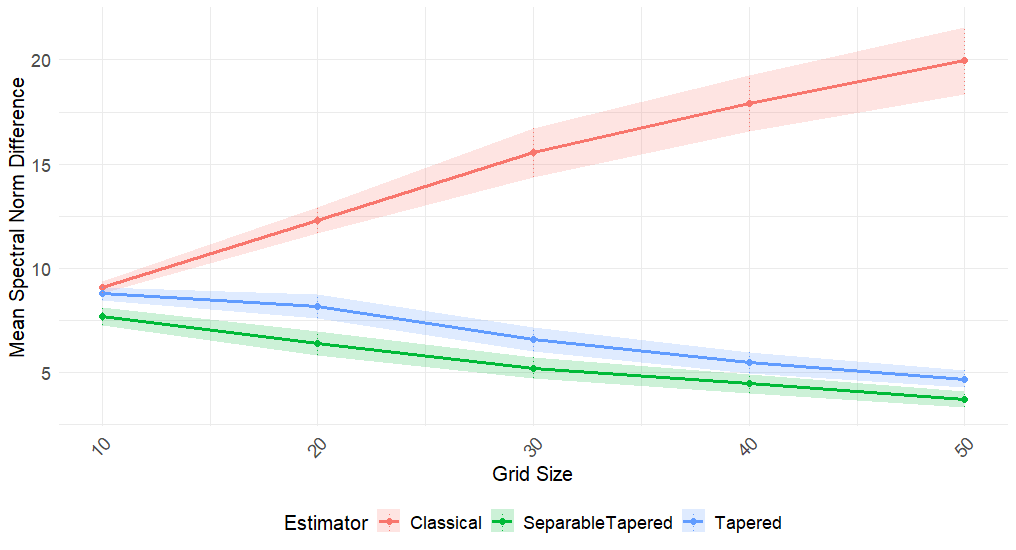 Mean Spectral Norm Difference
20
15
10
5
10 20 30 40 50
Grid Size
Estimator Classical SeparableTapered Tapered